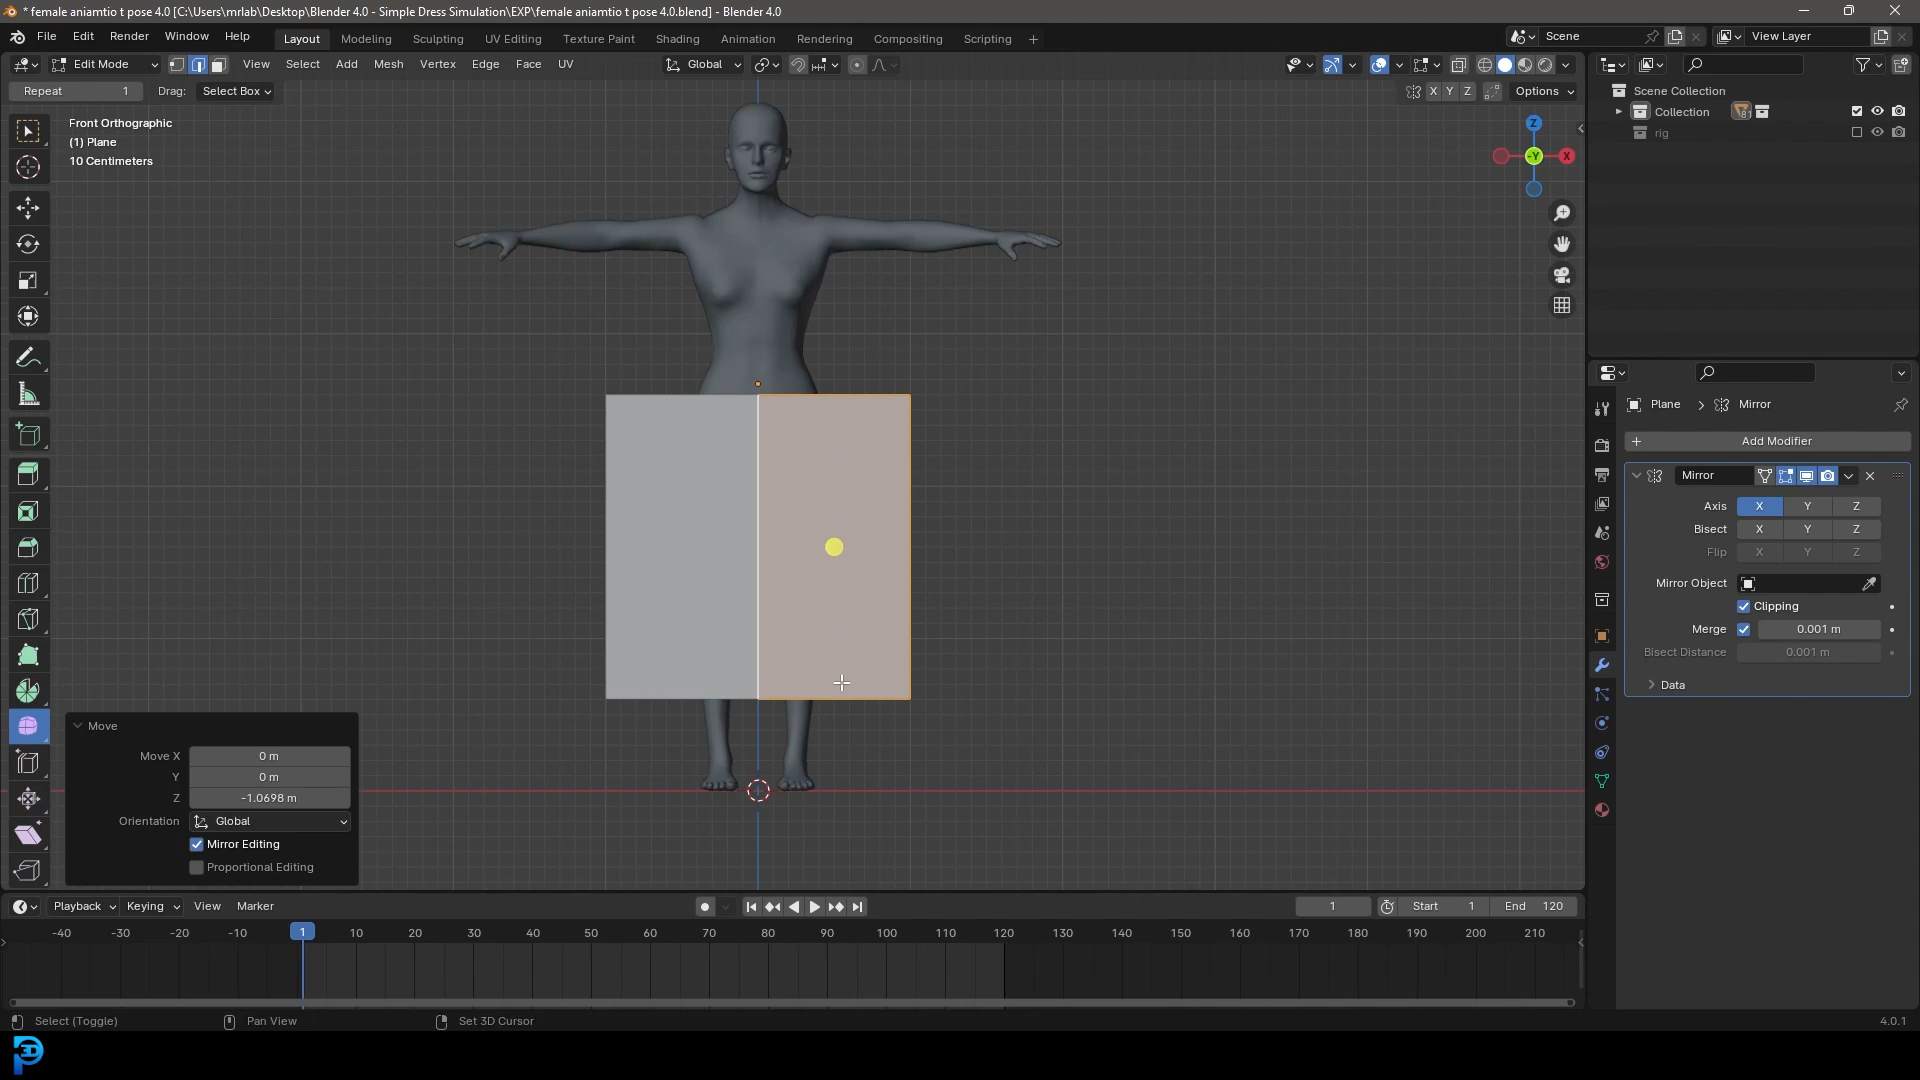 * female aniamtio t pose 4.0 [C:\Users\mrlab\Desktop\Blender 4.0 - Simple Dress Simulation\EXP\female aniamtio t pose 4.0.blend] - Blender 4.0
File Edit Render Window Help Layout Modeling Sculpting UV Editing Texture Paint Shading Animation Rendering Compositing Scripting + Scene View Layer
Edit Mode View Select Add Mesh Vertex Edge Face UV Global
Repeat 1 Drag: Select Box X Y Z Options
Scene Collection
Collection 81
rig
Front Orthographic
(1) Plane
10 Centimeters
Z
-Y X
Plane > Mirror
+ Add Modifier
Mirror
Axis X Y Z
Bisect X Y Z
Flip X Y Z
Mirror Object
Clipping
Merge 0.001 m
Bisect Distance 0.001 m
> Data
Move
Move X 0 m
Y 0 m
Z -1.0698 m
Orientation Global
Mirror Editing
Proportional Editing
Playback Keying View Marker 1 Start 1 End 120
-40 -30 -20 -10 1 10 20 30 40 50 60 70 80 90 100 110 120 130 140 150 160 170 180 190 200 210
Select (Toggle) Pan View Set 3D Cursor 4.0.1
3D